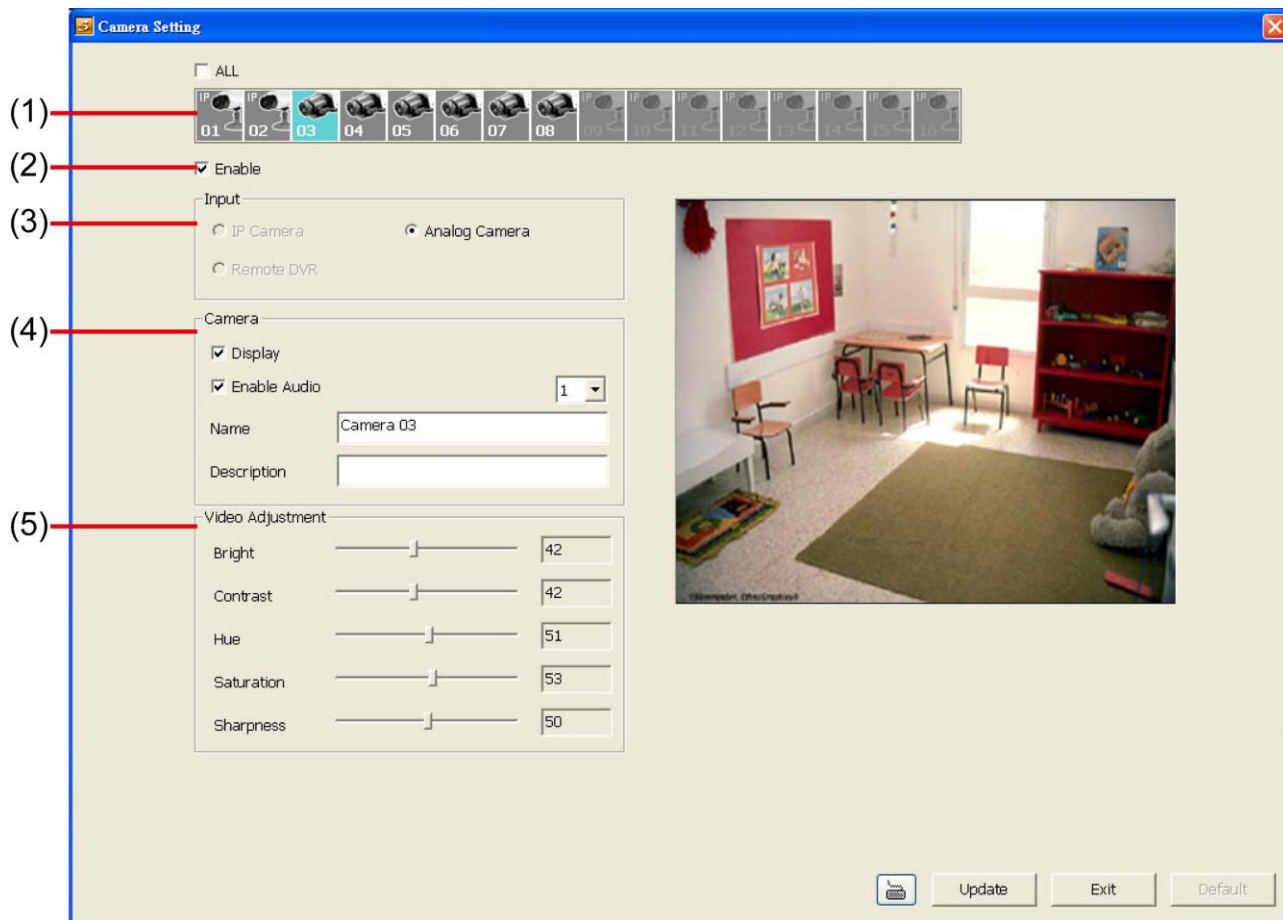 Camera Setting
ALL
(1)
IP 01 IP 02 03 04 05 06 07 08 IP 09 IP 10 IP 11 IP 12 IP 13 IP 14 IP 15 IP 16
(2)
Enable
Input
(3)
IP Camera
Analog Camera
Remote DVR
(4)
Camera
Display
Enable Audio
1
Name
Camera 03
Description
(5)
Video Adjustment
Bright
42
Contrast
42
Hue
51
Saturation
53
Sharpness
50
Update
Exit
Default